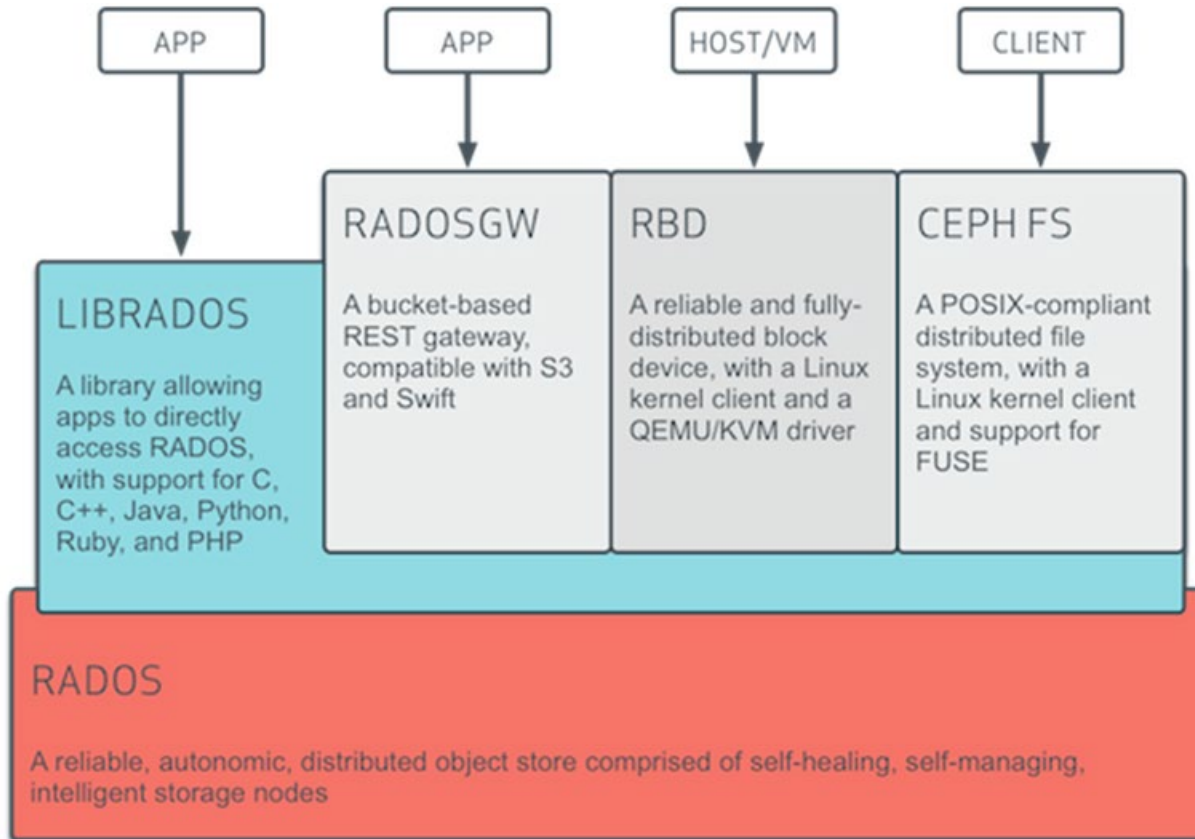 APP
APP
HOST/VM
CLIENT
LIBRADOS
A library allowing
apps to directly
access RADOS,
with support for C,
C++, Java, Python,
Ruby, and PHP
RADOSGW
A bucket-based
REST gateway,
compatible with S3
and Swift
RBD
A reliable and fully-
distributed block
device, with a Linux
kernel client and a
QEMU/KVM driver
CEPH FS
A POSIX-compliant
distributed file
system, with a
Linux kernel client
and support for
FUSE
RADOS
A reliable, autonomic, distributed object store comprised of self-healing, self-managing,
intelligent storage nodes